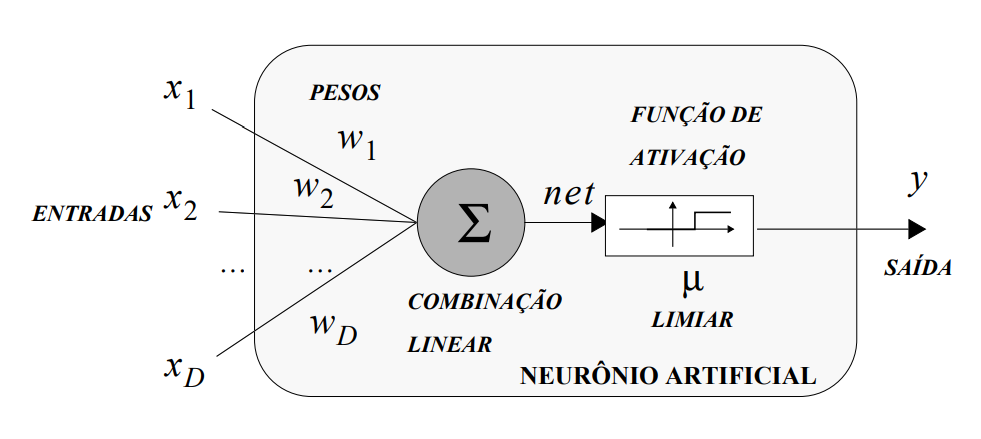 x1
PESOS
w1
FUNÇÃO DE
ATIVAÇÃO
w2
ENTRADAS x2
Σ
net
y
SAÍDA
... ...
μ
LIMIAR
COMBINAÇÃO
LINEAR
wD
xD
NEURÔNIO ARTIFICIAL